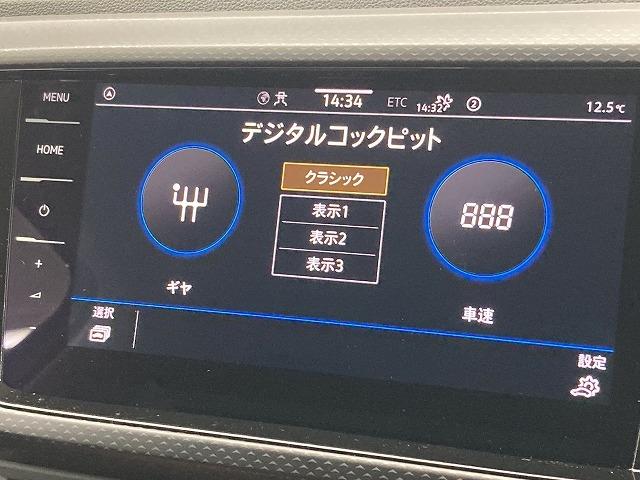 MENU
HOME
14:34
ETC
14:32
2
12.5℃
デジタルコックピット
クラシック
表示1
表示2
表示3
888
ギヤ
車速
選択
設定